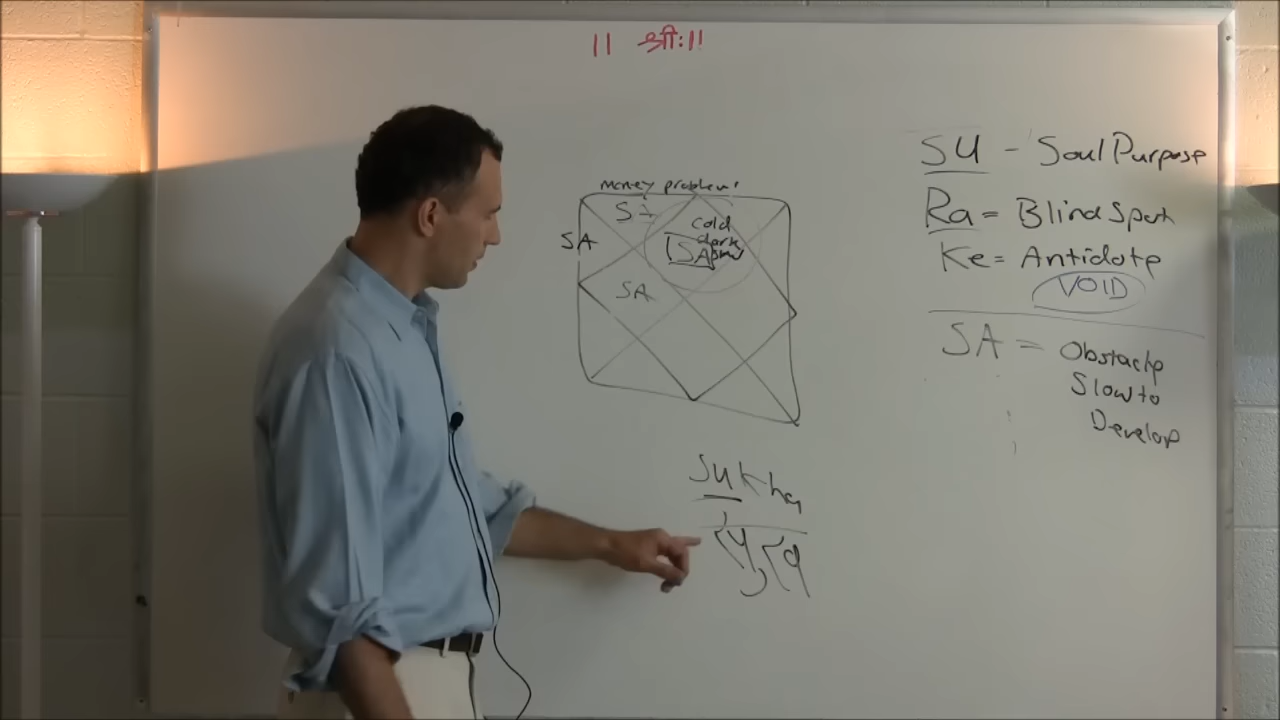 ॥ श्रीः॥
money problems
SA
SA
cold
dark
SA
SA
Sukha
सुख
SU - Soul Purpose
Ra = Blind Spot
Ke = Antidote
VOID
SA = Obstacle
Slow to
Develop